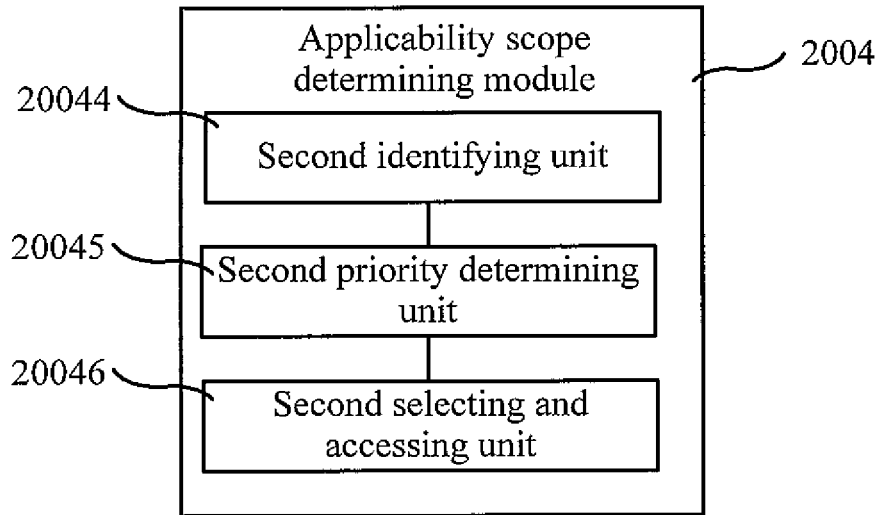 Applicability scope
determining module
2004
20044
Second identifying unit
20045
Second priority determining
unit
20046
Second selecting and
accessing unit